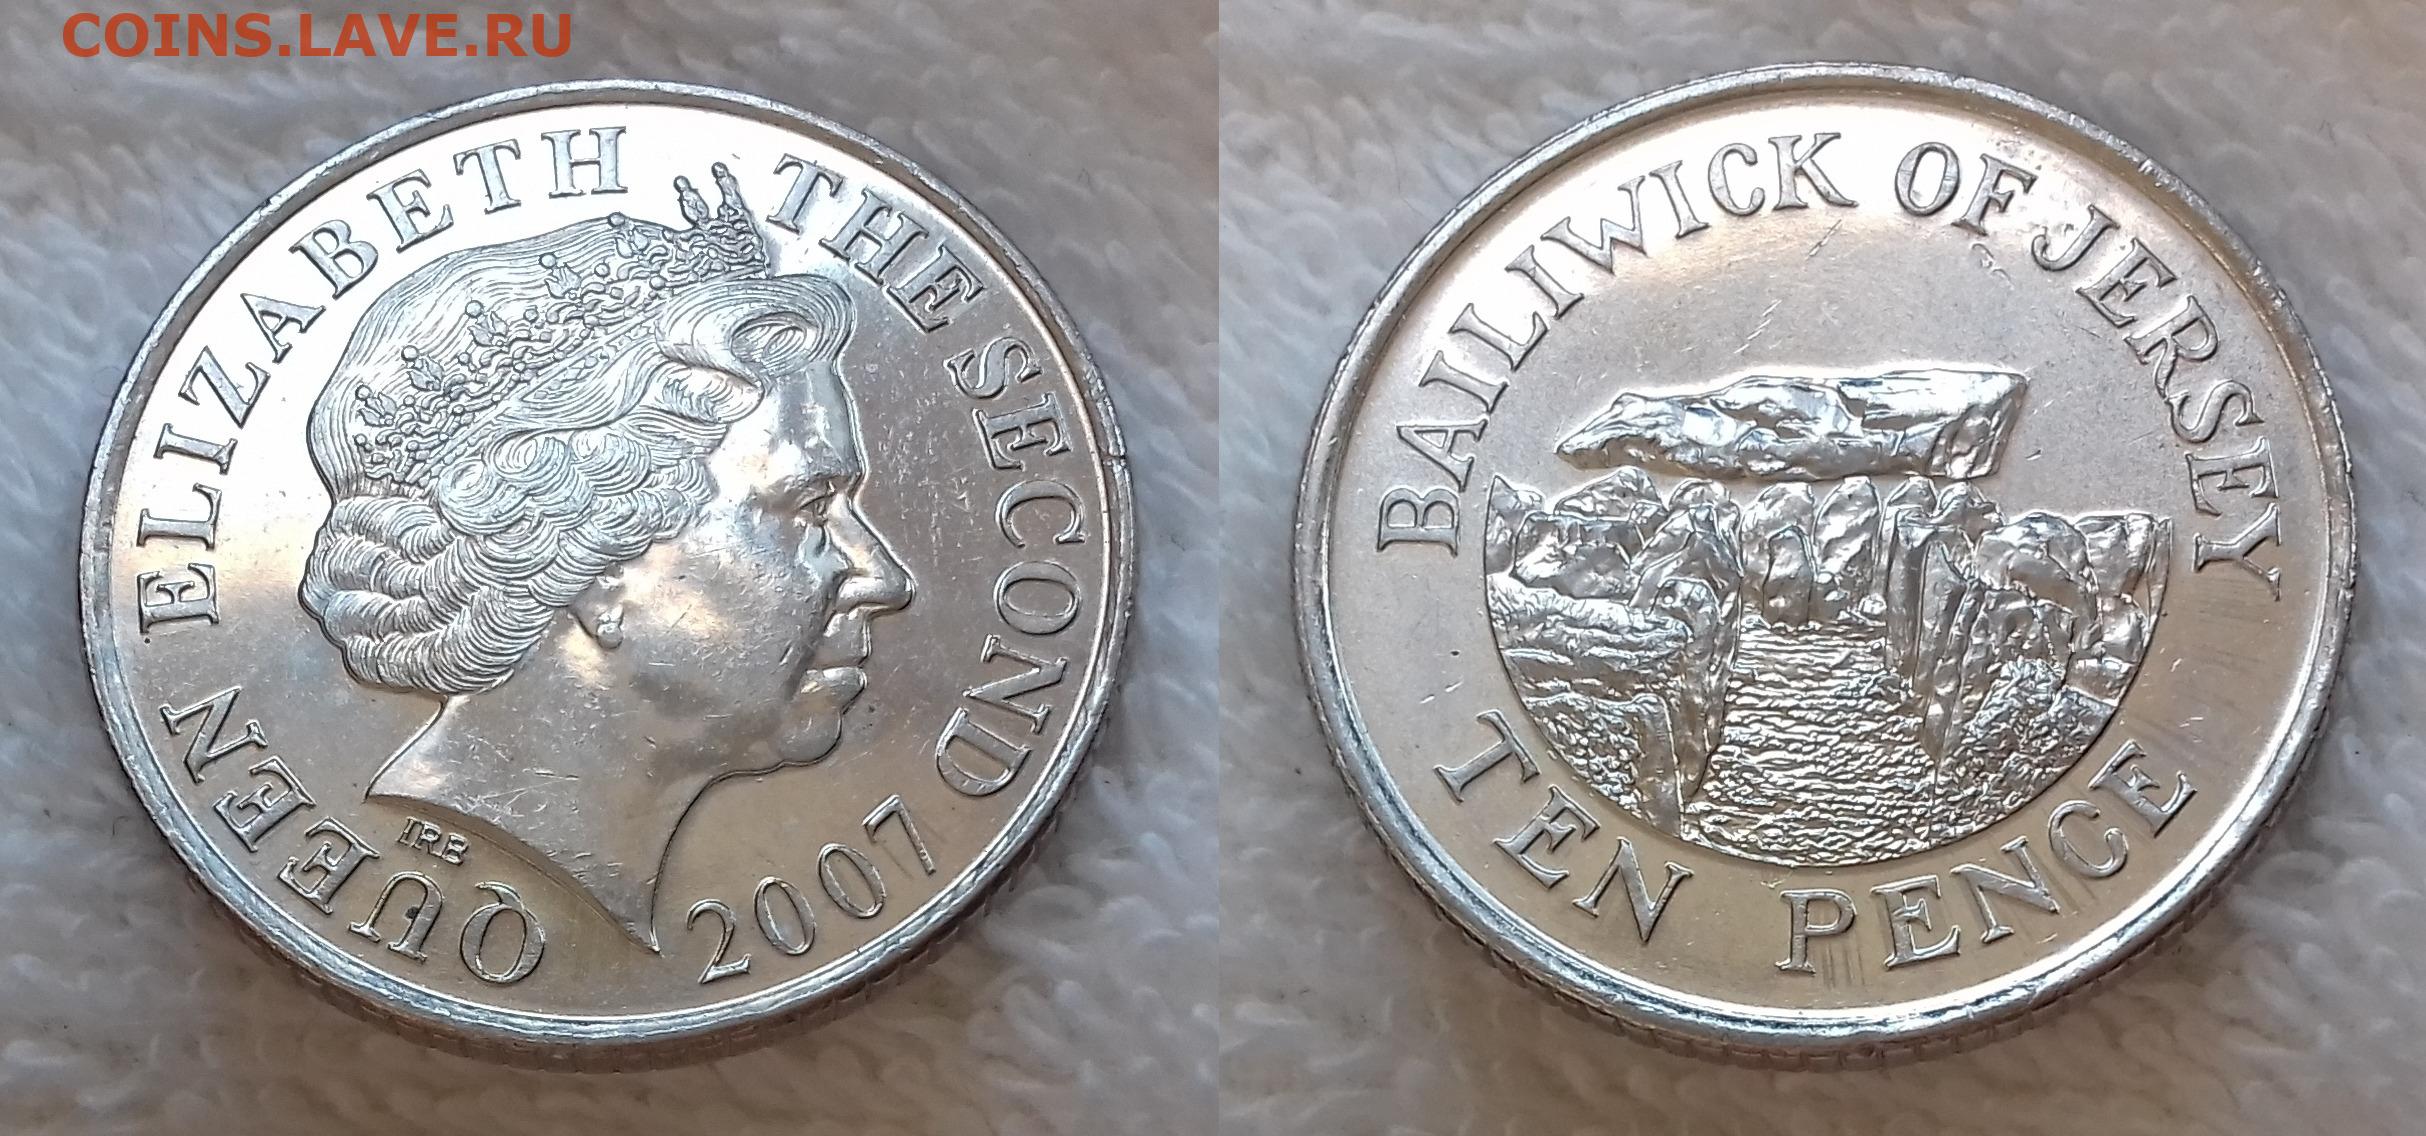 COINS.LAVE.RU
QUEEN ELIZABETH THE SECOND
2007
IRB
BAILIWICK OF JERSEY
TEN PENCE